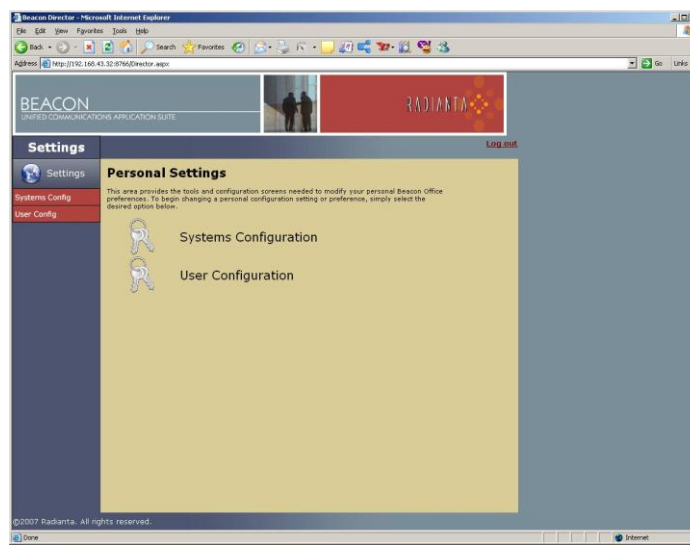 Beacon Director - Microsoft Internet Explorer
File Edit View Favorites Tools Help
Back Search Favorites
Address http://192.168.43.32:8766/Director.aspx Go Links
BEACON
UNIFIED COMMUNICATIONS APPLICATION SUITE
RADIANTA
Settings
Log out
Settings
Systems Config
User Config
Personal Settings
This area provides the tools and configuration screens needed to modify your personal Beacon Office
preferences. To begin changing a personal configuration setting or preference, simply select the
desired option below.
Systems Configuration
User Configuration
©2007 Radianta. All rights reserved.
Done Internet